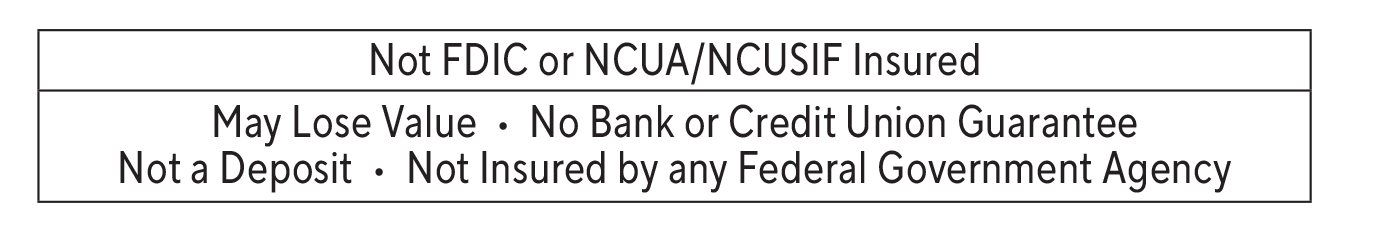 Not FDIC or NCUA/NCUSIF Insured
May Lose Value • No Bank or Credit Union Guarantee
Not a Deposit • Not Insured by any Federal Government Agency